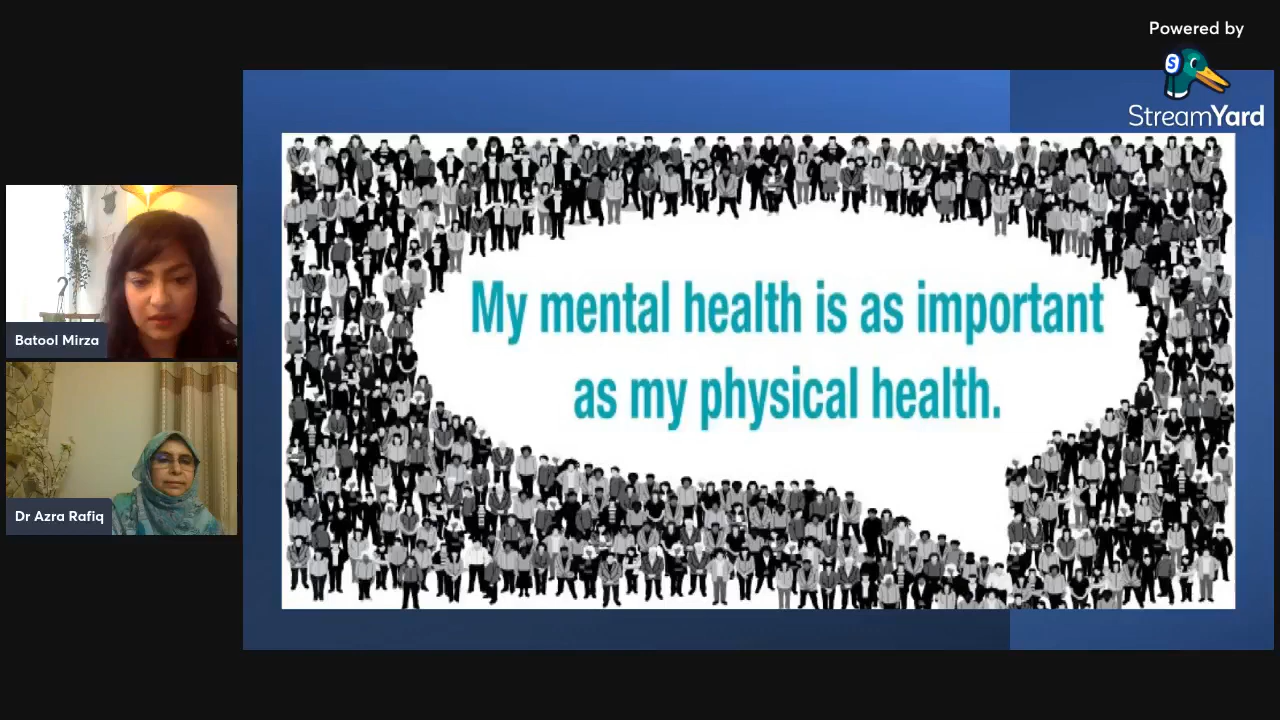 Powered by
S
StreamYard
My mental health is as important
as my physical health.
Batool Mirza
Dr Azra Rafiq